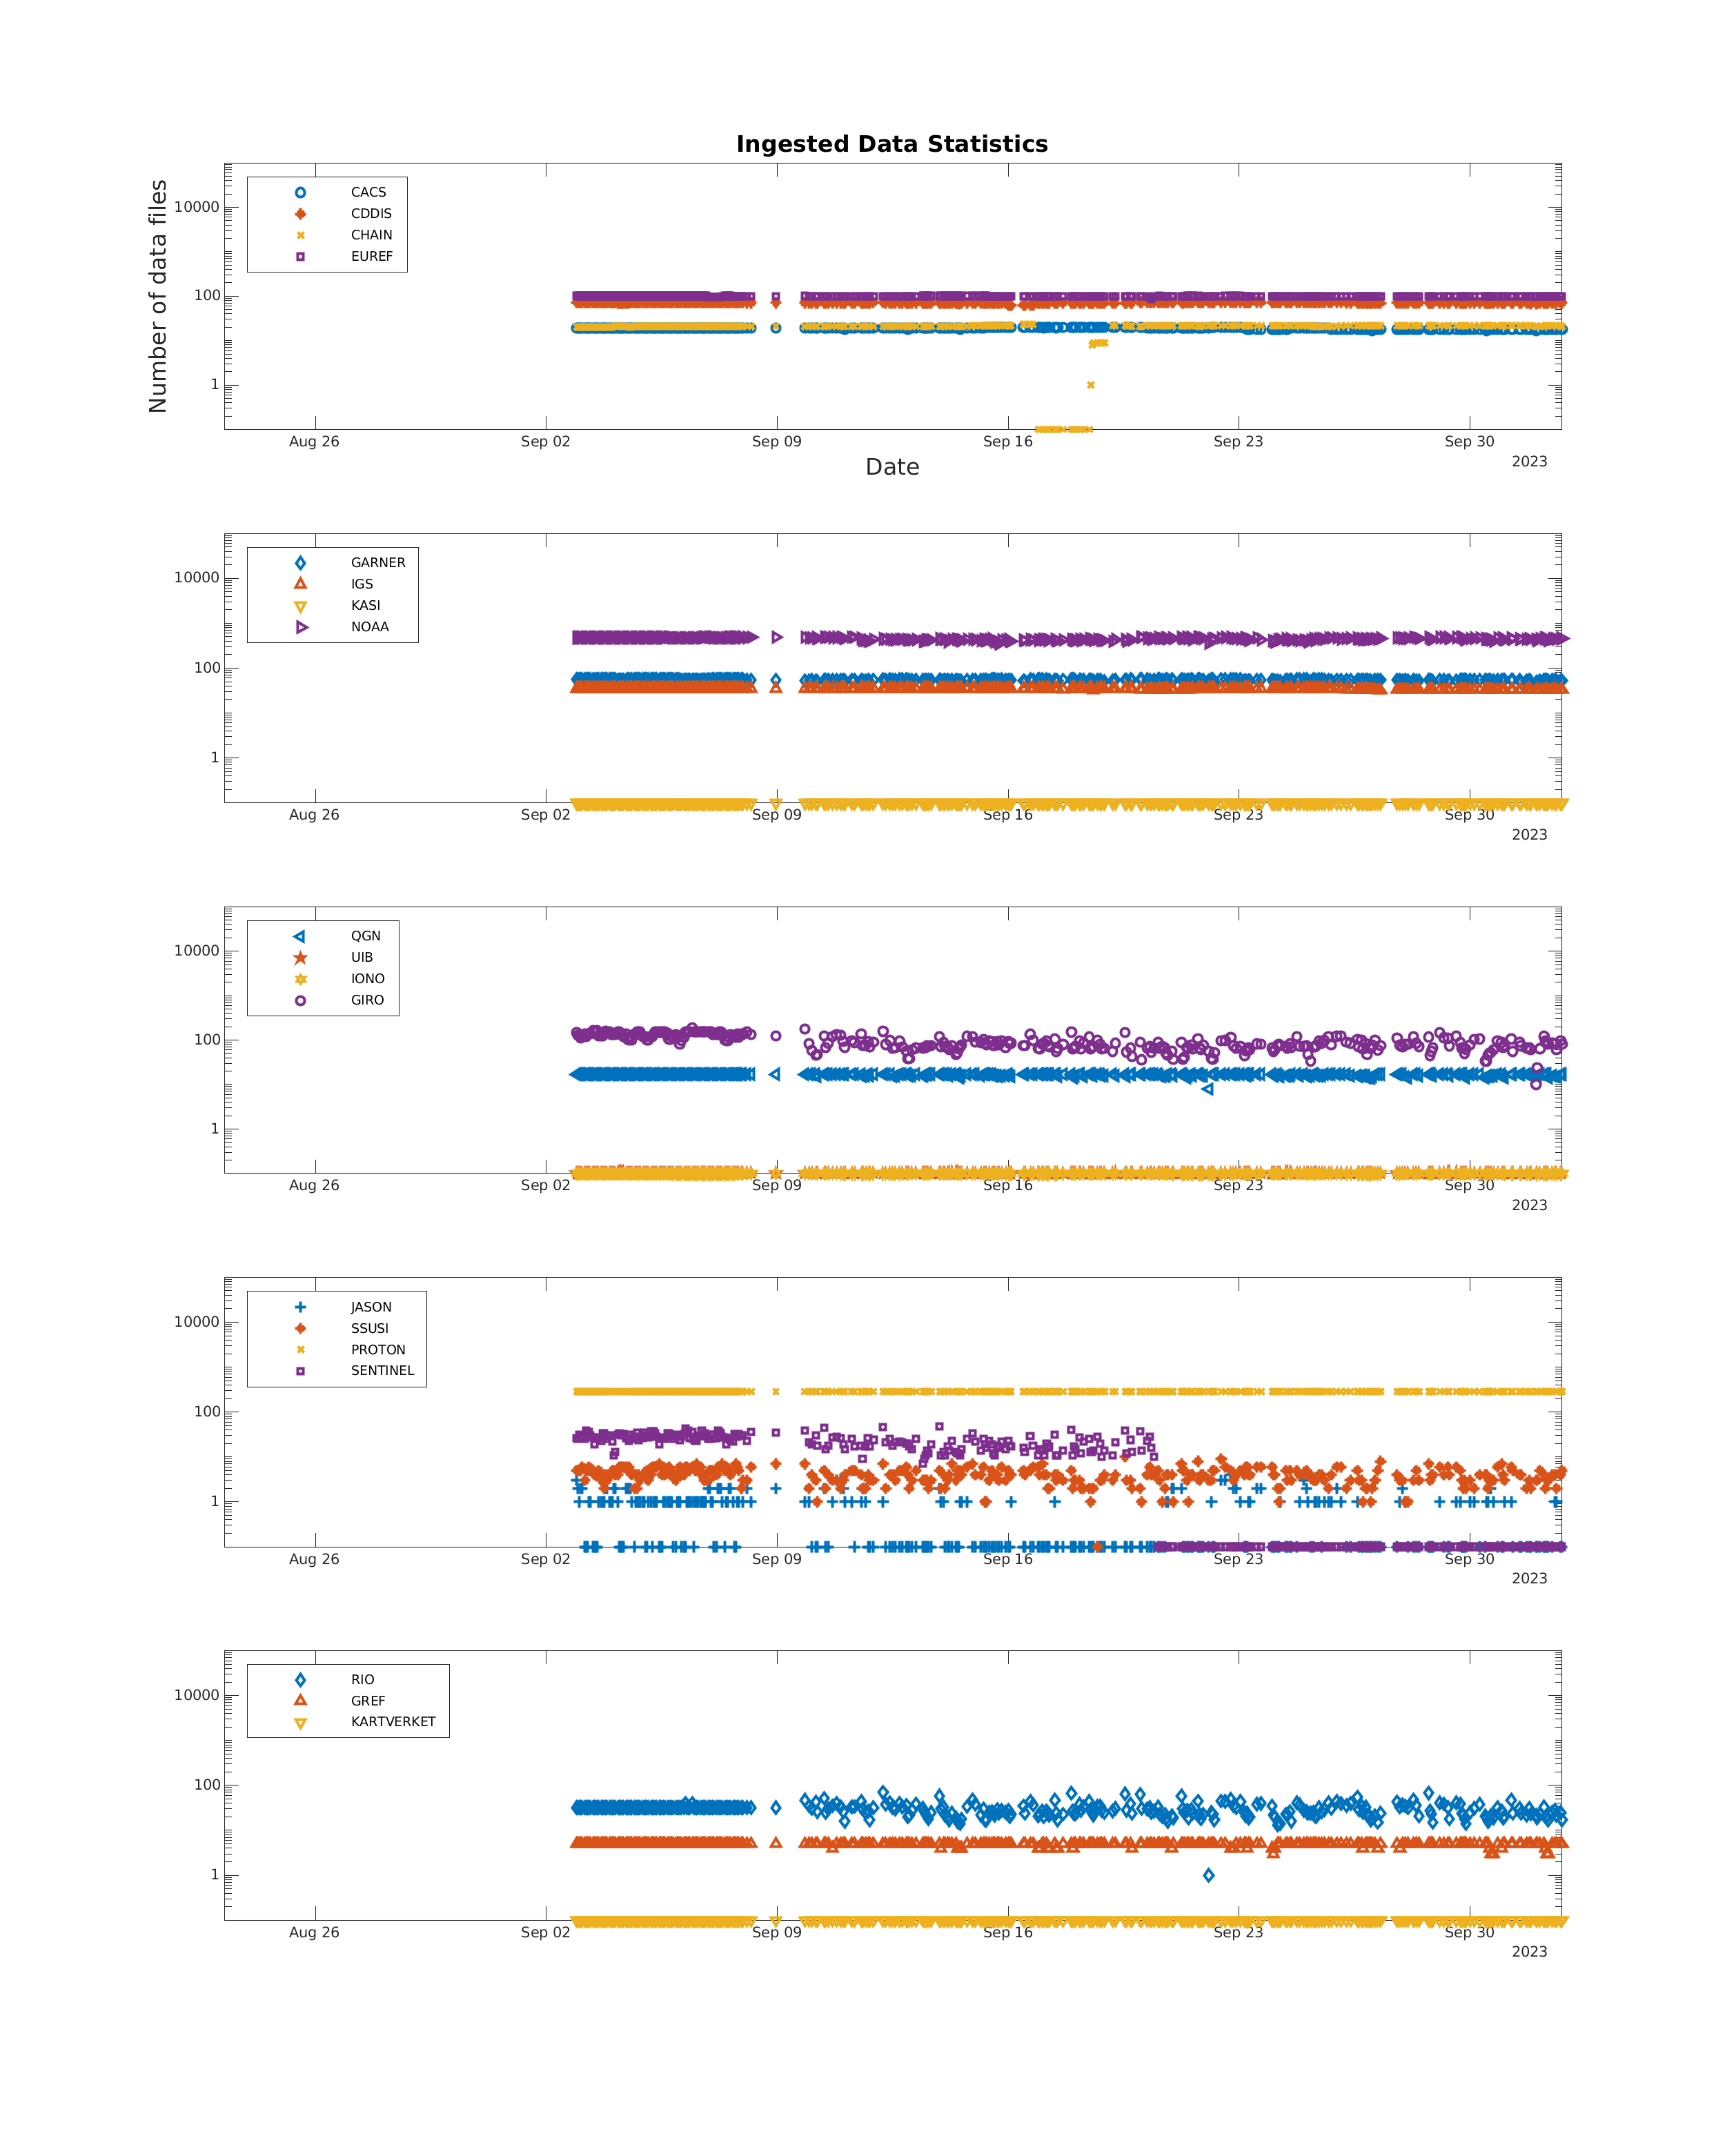 Ingested Data Statistics
Number of data files
10000
100
1
CACS
CDDIS
CHAIN
EUREF
Aug 26 Sep 02 Sep 09 Sep 16 Sep 23 Sep 30
2023
Date
10000
100
1
GARNER
IGS
KASI
NOAA
Aug 26 Sep 02 Sep 09 Sep 16 Sep 23 Sep 30
2023
10000
100
1
QGN
UIB
IONO
GIRO
Aug 26 Sep 02 Sep 09 Sep 16 Sep 23 Sep 30
2023
10000
100
1
JASON
SSUSI
PROTON
SENTINEL
Aug 26 Sep 02 Sep 09 Sep 16 Sep 23 Sep 30
2023
10000
100
1
RIO
GREF
KARTVERKET
Aug 26 Sep 02 Sep 09 Sep 16 Sep 23 Sep 30
2023